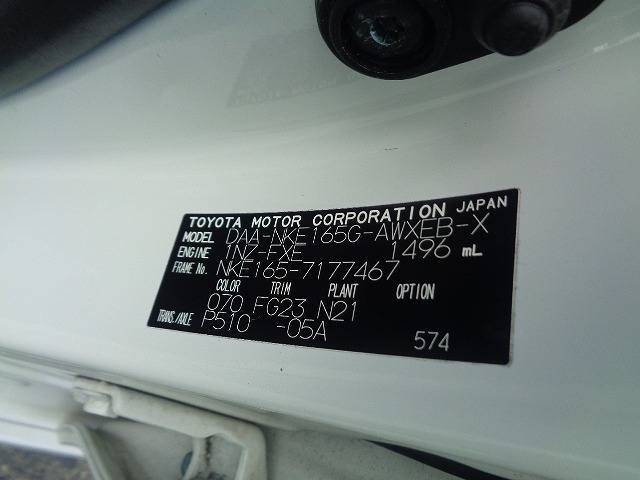 TOYOTA MOTOR CORPORATION JAPAN
MODEL DAA-NKE165G-AWXEB-X
ENGINE 1NZ-FXE 1496 mL
FRAME No. NKE165-7177467
COLOR TRIM PLANT OPTION
070 FG23 N21
TRANS./AXLE P510 -05A
574